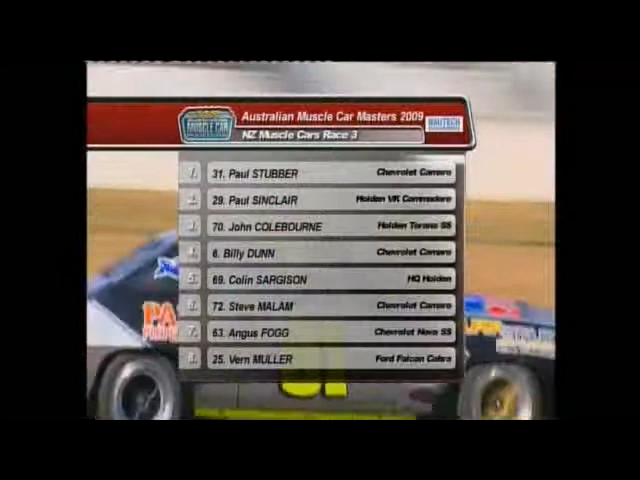 MUSCLE CAR
Australian Muscle Car Masters 2009
NZ Muscle Cars Race 3
1. 31. Paul STUBBER Chevrolet Camaro
2. 29. Paul SINCLAIR Holden VK Commodore
3. 70. John COLEBOURNE Holden Torana SS
4. 6. Billy DUNN Chevrolet Camaro
5. 69. Colin SARGISON HQ Holden
6. 72. Steve MALAM Chevrolet Camaro
7. 63. Angus FOGG Chevrolet Nova SS
8. 25. Vern MULLER Ford Falcon Cobra